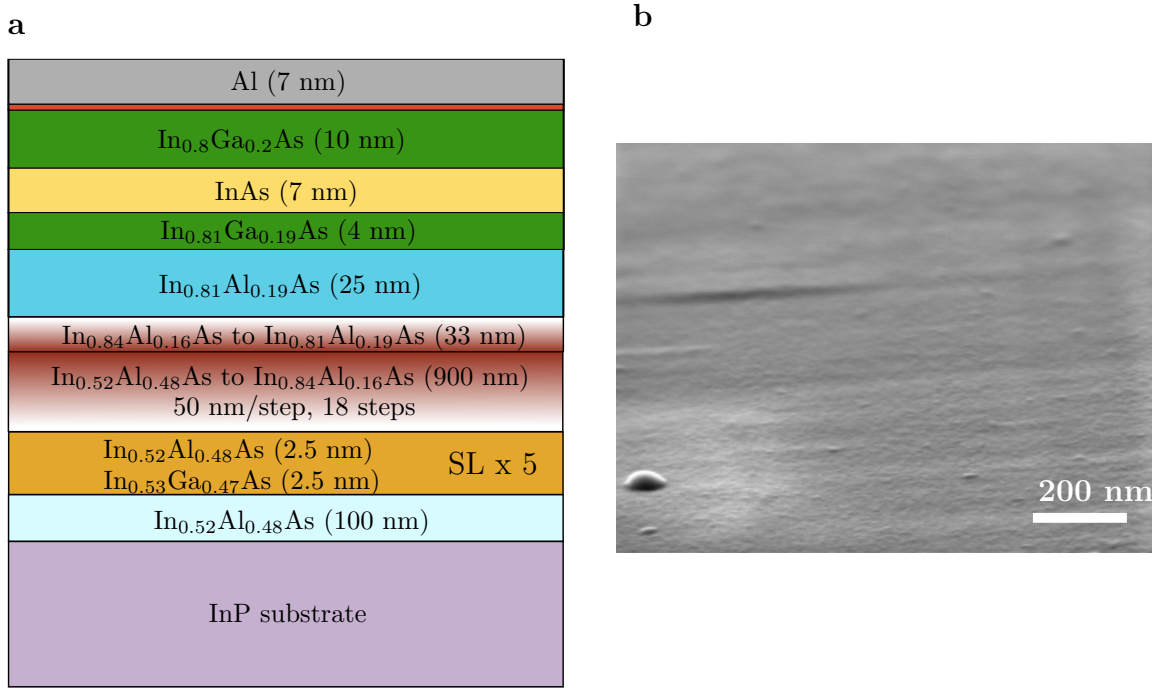 a
Al (7 nm)
In₀.₈Ga₀.₂As (10 nm)
InAs (7 nm)
In₀.₈₁Ga₀.₁₉As (4 nm)
In₀.₈₁Al₀.₁₉As (25 nm)
In₀.₈₄Al₀.₁₆As to In₀.₈₁Al₀.₁₉As (33 nm)
In₀.₅₂Al₀.₄₈As to In₀.₈₄Al₀.₁₆As (900 nm)
50 nm/step, 18 steps
In₀.₅₂Al₀.₄₈As (2.5 nm)
In₀.₅₃Ga₀.₄₇As (2.5 nm)
SL x 5
In₀.₅₂Al₀.₄₈As (100 nm)
InP substrate
b
200 nm